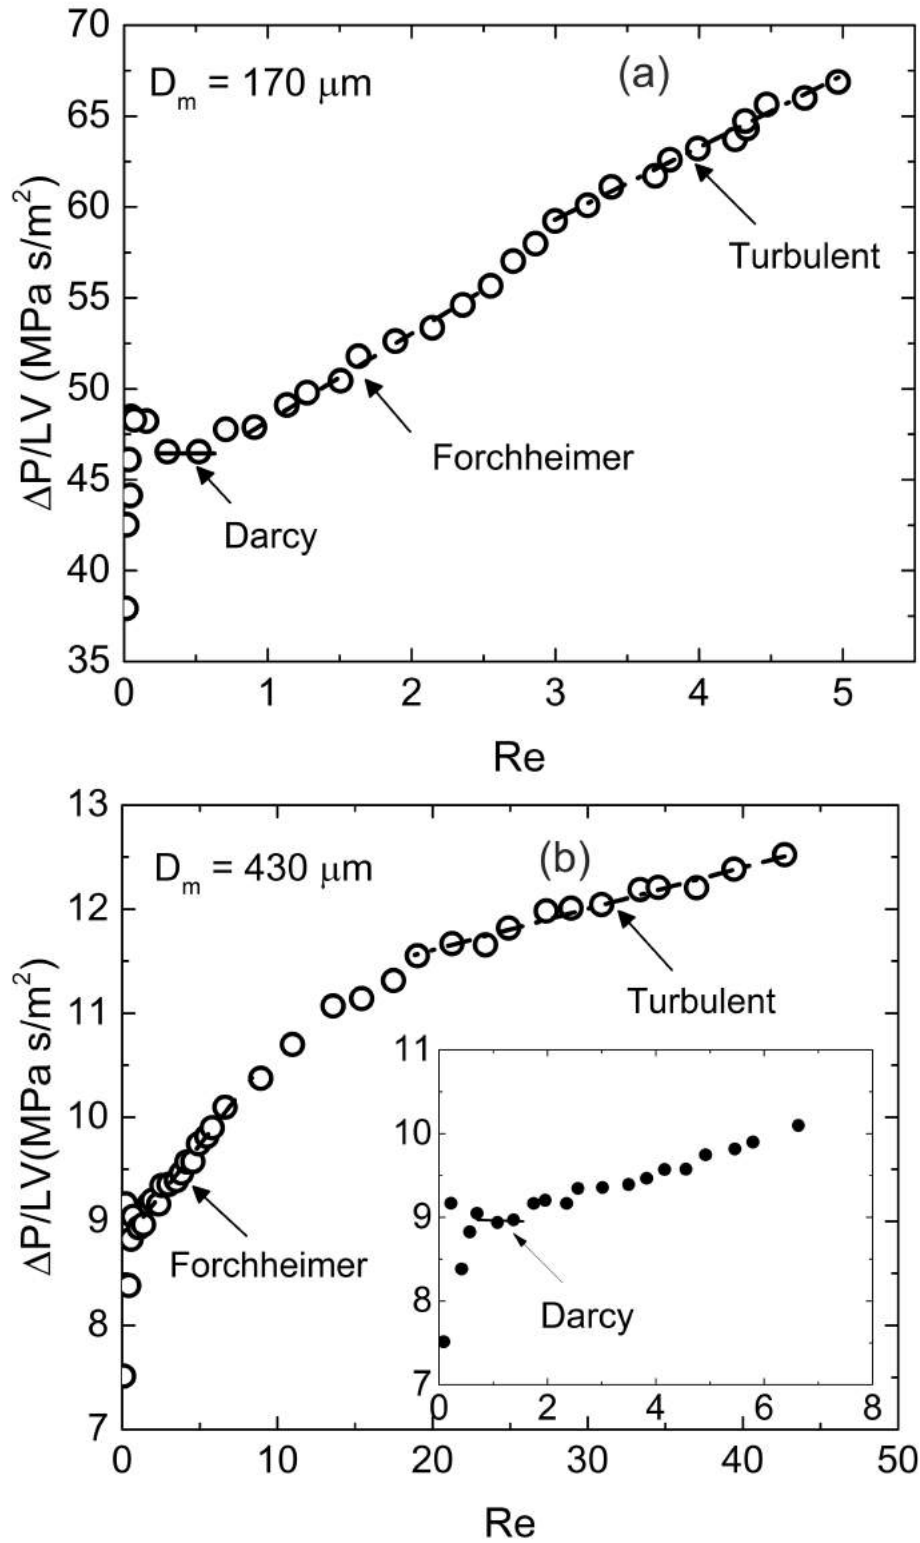 70
65
60
55
50
45
40
35
ΔP/LV (MPa s/m²)
D_m = 170 μm
(a)
Turbulent
Forchheimer
Darcy
0 1 2 3 4 5
Re
13
12
11
10
9
8
7
ΔP/LV(MPa s/m²)
D_m = 430 μm
(b)
Turbulent
Forchheimer
11
10
9
8
7
Darcy
0 2 4 6 8
0 10 20 30 40 50
Re